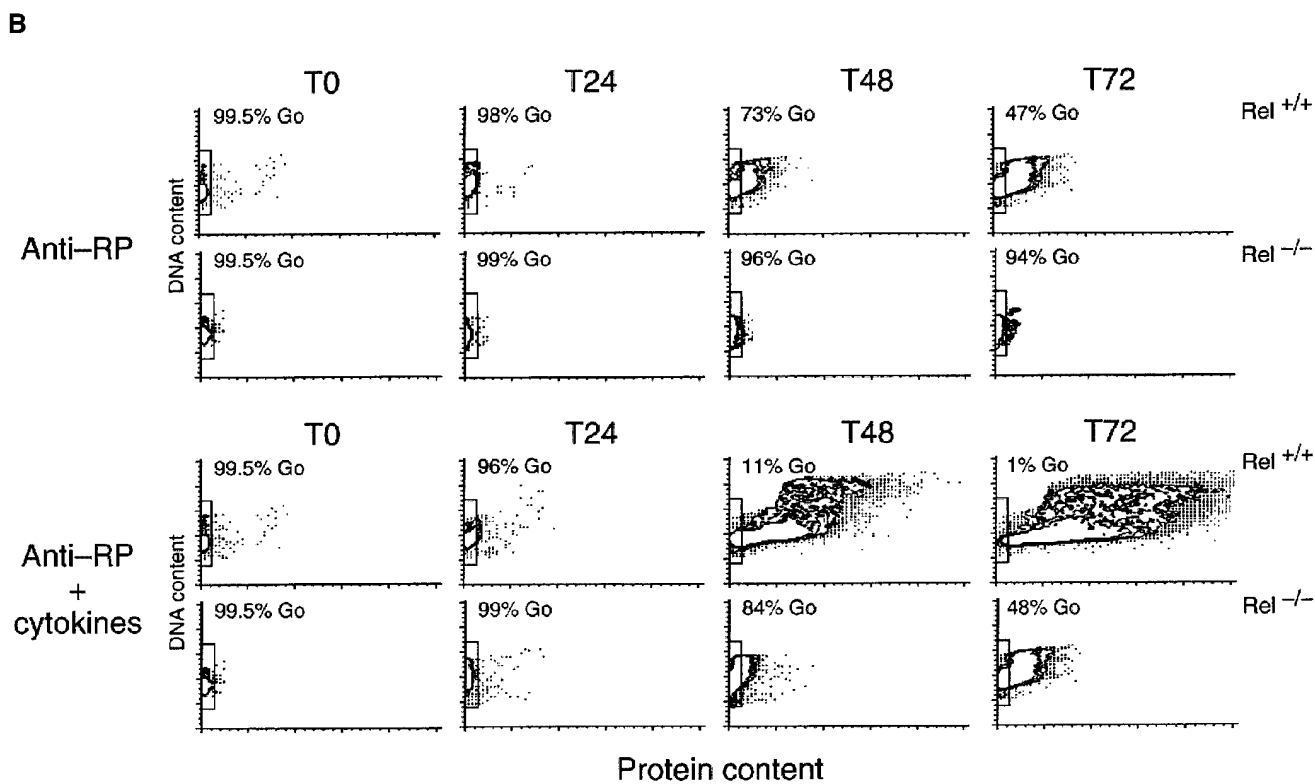 B
T0 T24 T48 T72
99.5% Go 98% Go 73% Go 47% Go Rel +/+
Anti–RP
DNA content
99.5% Go 99% Go 96% Go 94% Go Rel –/–
T0 T24 T48 T72
99.5% Go 96% Go 11% Go 1% Go Rel +/+
Anti–RP
+
cytokines
DNA content
99.5% Go 99% Go 84% Go 48% Go Rel –/–
Protein content